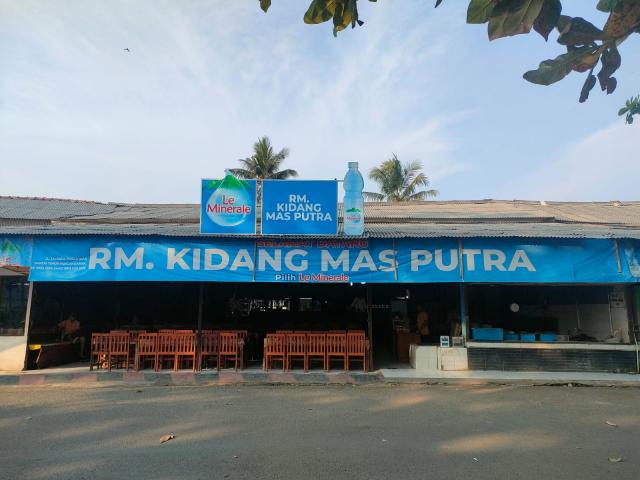 Le
Minerale
RM.
KIDANG
MAS PUTRA
SELAMAT DATANG
RM. KIDANG MAS PUTRA
Pilih Le Minerale